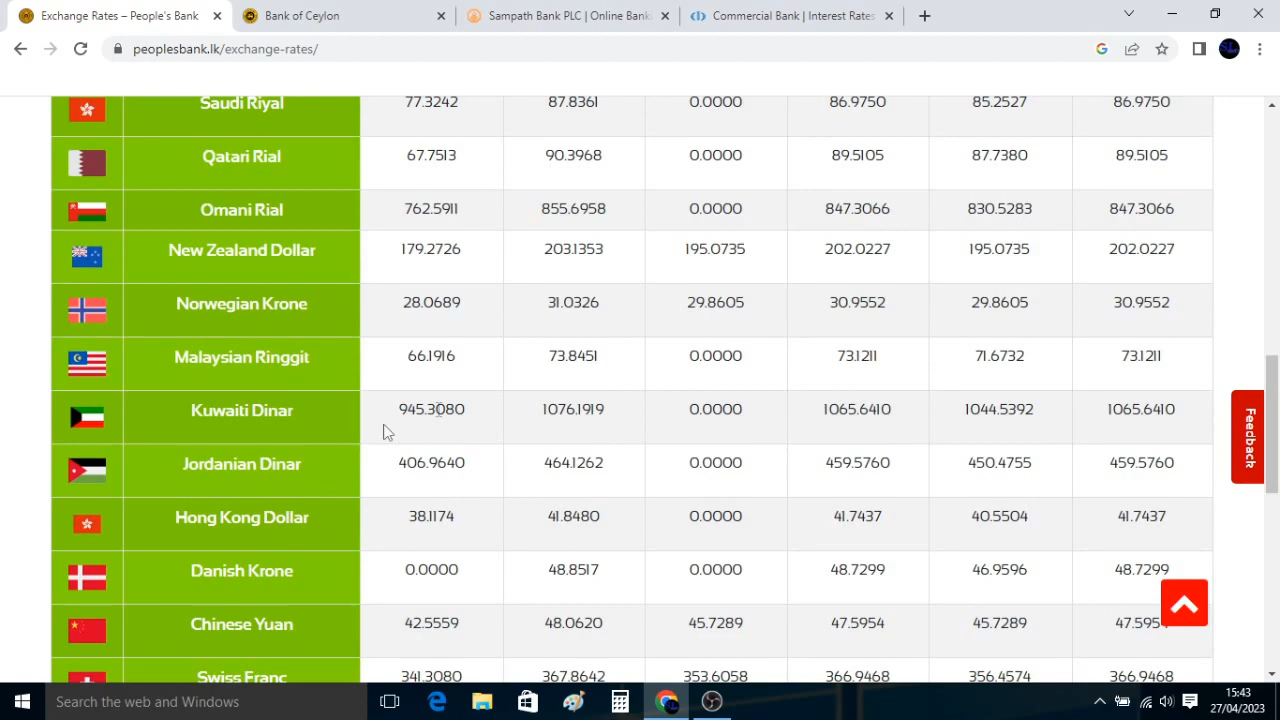 Exchange Rates – People's Bank
Bank of Ceylon
Sampath Bank PLC | Online Banki
Commercial Bank | Interest Rates
peoplesbank.lk/exchange-rates/
Saudi Riyal 77.3242 87.8361 0.0000 86.9750 85.2527 86.9750
Qatari Rial 67.7513 90.3968 0.0000 89.5105 87.7380 89.5105
Omani Rial 762.5911 855.6958 0.0000 847.3066 830.5283 847.3066
New Zealand Dollar 179.2726 203.1353 195.0735 202.0227 195.0735 202.0227
Norwegian Krone 28.0689 31.0326 29.8605 30.9552 29.8605 30.9552
Malaysian Ringgit 66.1916 73.8451 0.0000 73.1211 71.6732 73.1211
Kuwaiti Dinar 945.3080 1076.1919 0.0000 1065.6410 1044.5392 1065.6410
Feedback
Jordanian Dinar 406.9640 464.1262 0.0000 459.5760 450.4755 459.5760
Hong Kong Dollar 38.1174 41.8480 0.0000 41.7437 40.5504 41.7437
Danish Krone 0.0000 48.8517 0.0000 48.7299 46.9596 48.7299
Chinese Yuan 42.5559 48.0620 45.7289 47.5954 45.7289 47.5954
Swiss Franc 341.3080 367.8642 353.6058 366.9468 356.4574 366.9468
Search the web and Windows
15:43
27/04/2023